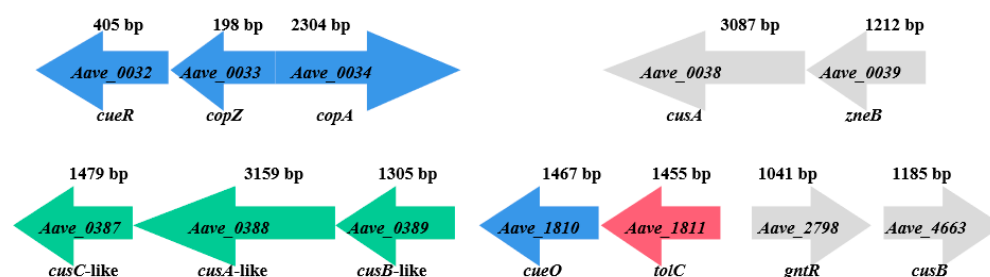 405 bp 198 bp 2304 bp 3087 bp 1212 bp
Aave_0032 Aave_0033 Aave_0034 Aave_0038 Aave_0039
cueR copZ copA cusA zneB
1479 bp 3159 bp 1305 bp 1467 bp 1455 bp 1041 bp 1185 bp
Aave_0387 Aave_0388 Aave_0389 Aave_1810 Aave_1811 Aave_2798 Aave_4663
cusC-like cusA-like cusB-like cueO tolC gntR cusB